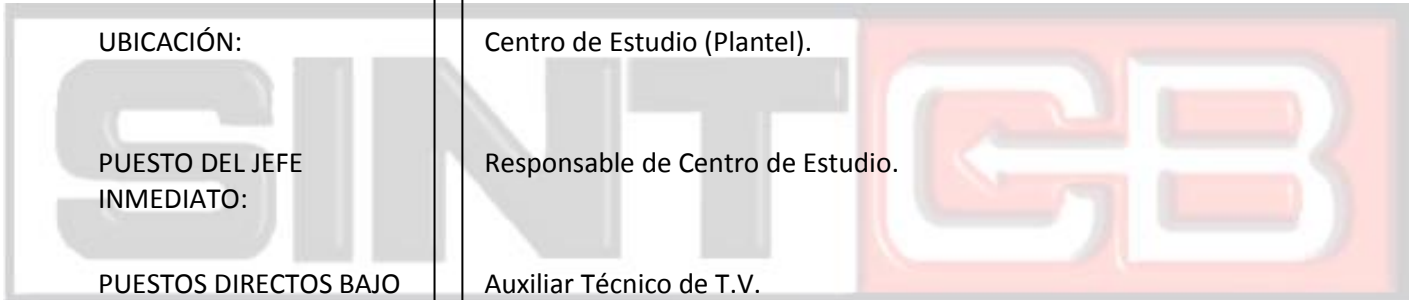 UBICACIÓN: Centro de Estudio (Plantel).
PUESTO DEL JEFE Responsable de Centro de Estudio.
INMEDIATO:
PUESTOS DIRECTOS BAJO Auxiliar Técnico de T.V.
SINTCB